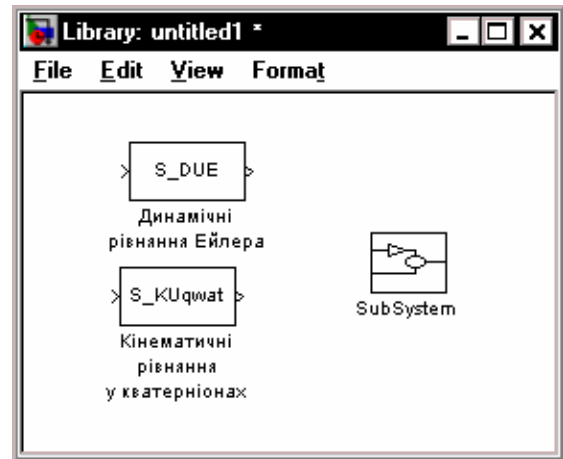 Library: untitled1 *
File Edit View Format
S_DUE
Динамічні
рівняння Ейлера
S_KUqwat
Кінематичні
рівняння
у кватерніонах
SubSystem